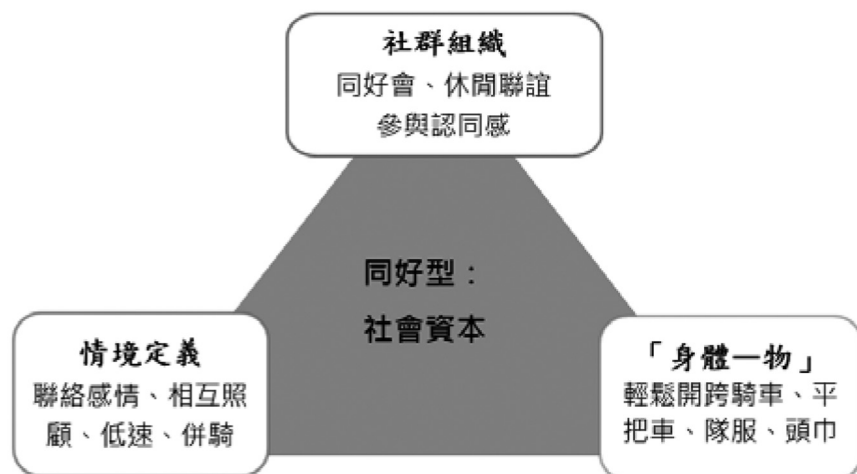 社群組織
同好會、休閒聯誼
參與認同感
同好型：
社會資本
情境定義
聯絡感情、相互照
顧、低速、併騎
「身體—物」
輕鬆開跨騎車、平
把車、隊服、頭巾